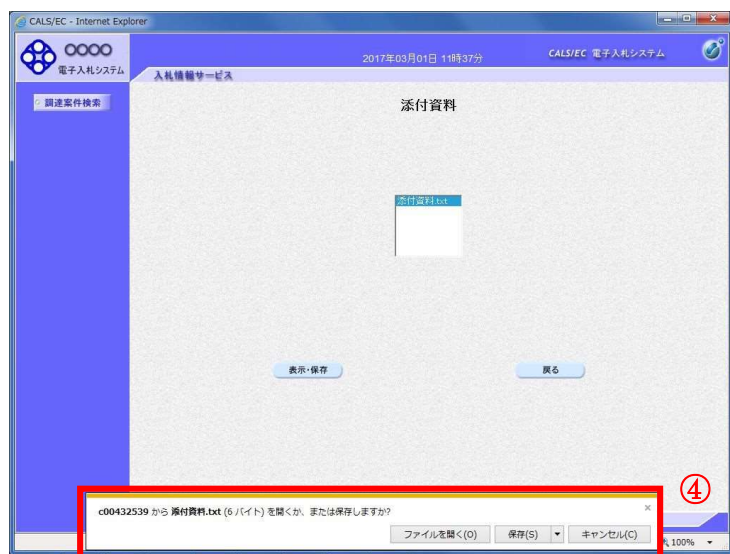 CALS/EC - Internet Explorer
OOOO
電子入札システム
2017年03月01日 11時37分
CALS/EC 電子入札システム
入札情報サービス
調達案件検索
添付資料
添付資料.txt
表示・保存
戻る
④
c00432539 から 添付資料.txt (6 バイト) を開くか、または保存しますか?
×
ファイルを開く(O)
保存(S)
キャンセル(C)
100%